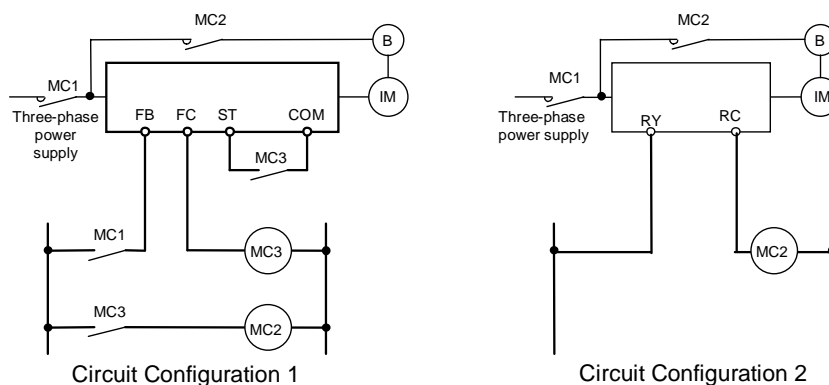 MC2
B
MC1
IM
Three-phase
power
supply
FB FC ST COM
MC3
MC1
MC3
MC3
MC2
Circuit Configuration 1
MC2
B
MC1
IM
Three-phase
power supply
RY RC
MC2
Circuit Configuration 2